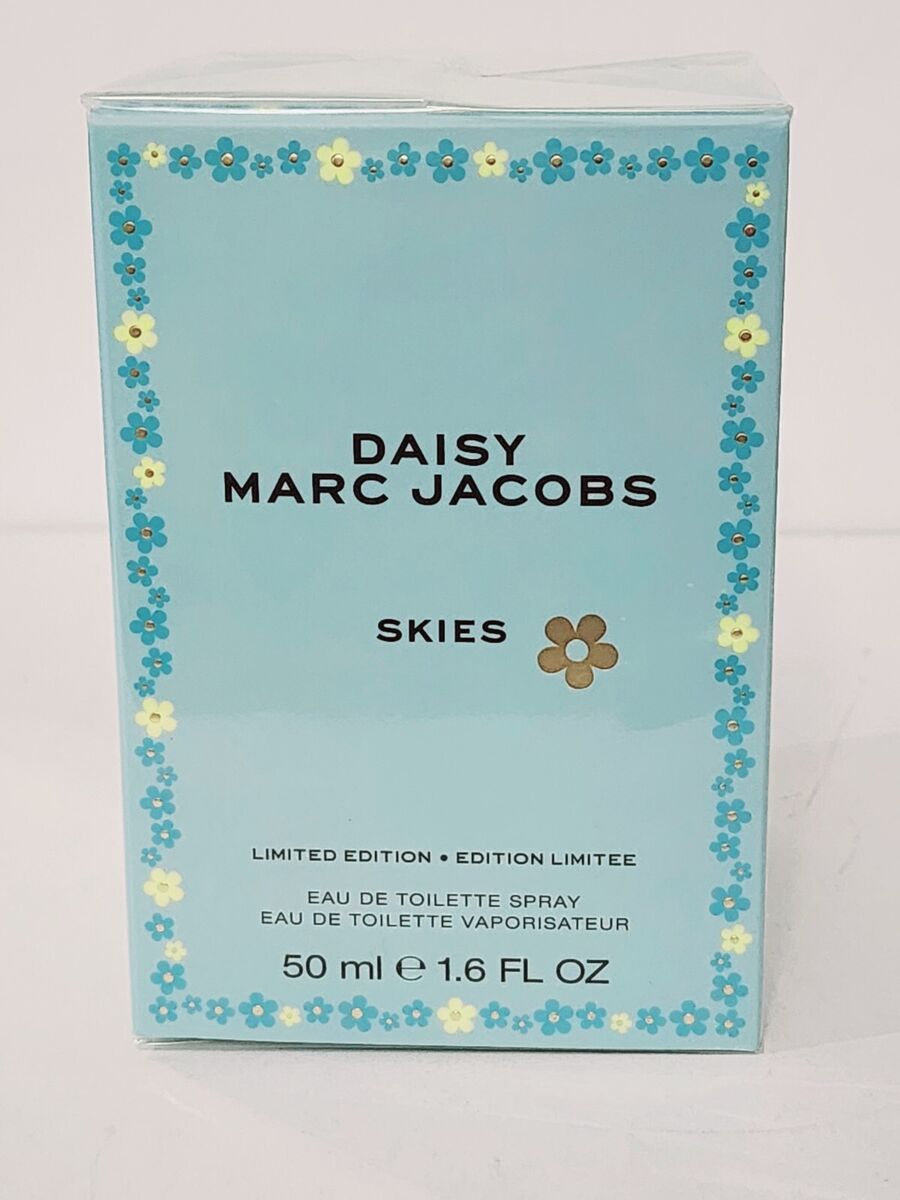 DAISY
MARC JACOBS
SKIES
LIMITED EDITION • EDITION LIMITEE
EAU DE TOILETTE SPRAY
EAU DE TOILETTE VAPORISATEUR
50 ml ℮ 1.6 FL OZ